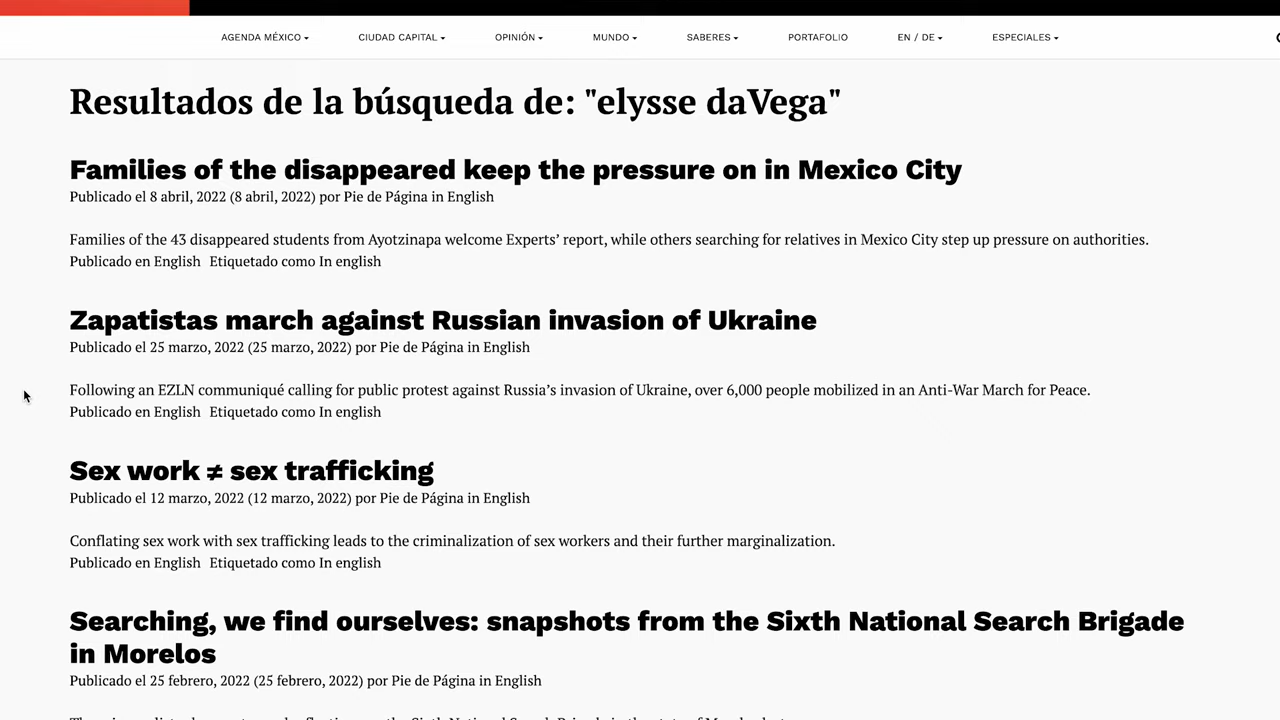 AGENDA MÉXICO CIUDAD CAPITAL OPINIÓN MUNDO SABERES PORTAFOLIO EN / DE ESPECIALES
Resultados de la búsqueda de: "elysse daVega"
Families of the disappeared keep the pressure on in Mexico City
Publicado el 8 abril, 2022 (8 abril, 2022) por Pie de Página in English
Families of the 43 disappeared students from Ayotzinapa welcome Experts’ report, while others searching for relatives in Mexico City step up pressure on authorities.
Publicado en English Etiquetado como In english
Zapatistas march against Russian invasion of Ukraine
Publicado el 25 marzo, 2022 (25 marzo, 2022) por Pie de Página in English
Following an EZLN communiqué calling for public protest against Russia’s invasion of Ukraine, over 6,000 people mobilized in an Anti-War March for Peace.
Publicado en English Etiquetado como In english
Sex work ≠ sex trafficking
Publicado el 12 marzo, 2022 (12 marzo, 2022) por Pie de Página in English
Conflating sex work with sex trafficking leads to the criminalization of sex workers and their further marginalization.
Publicado en English Etiquetado como In english
Searching, we find ourselves: snapshots from the Sixth National Search Brigade
in Morelos
Publicado el 25 febrero, 2022 (25 febrero, 2022) por Pie de Página in English